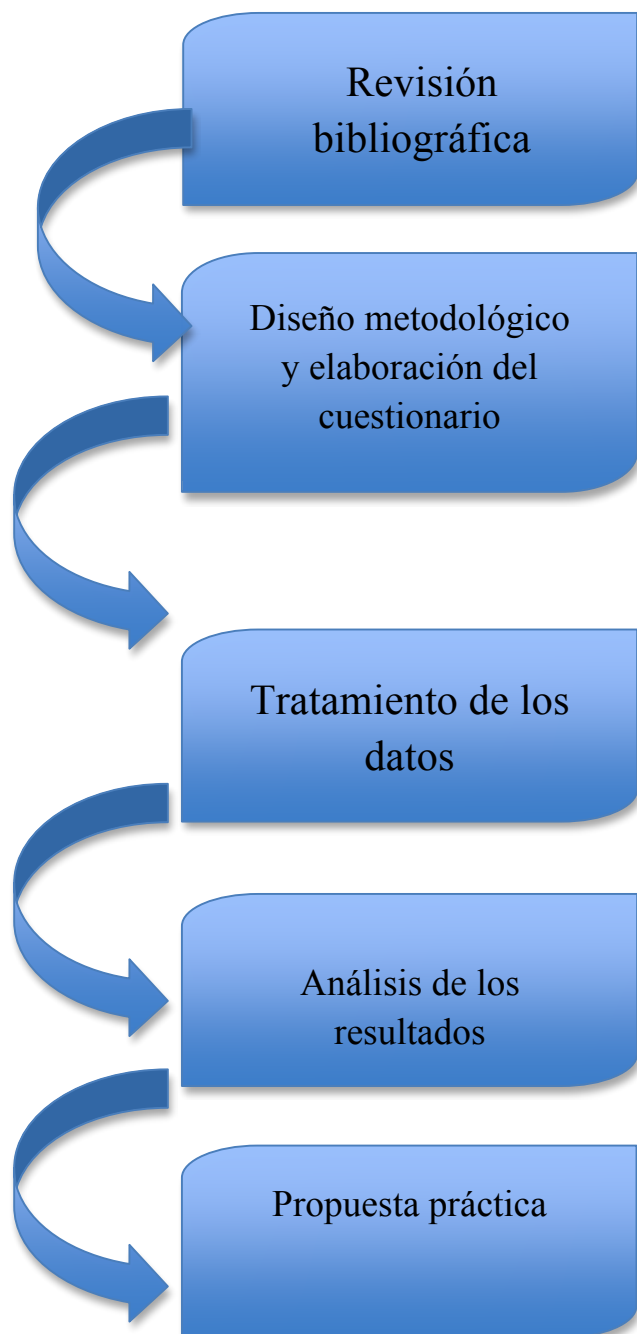 Revisión
bibliográfica
Diseño metodológico
y elaboración del
cuestionario
Tratamiento de los
datos
Análisis de los
resultados
Propuesta práctica